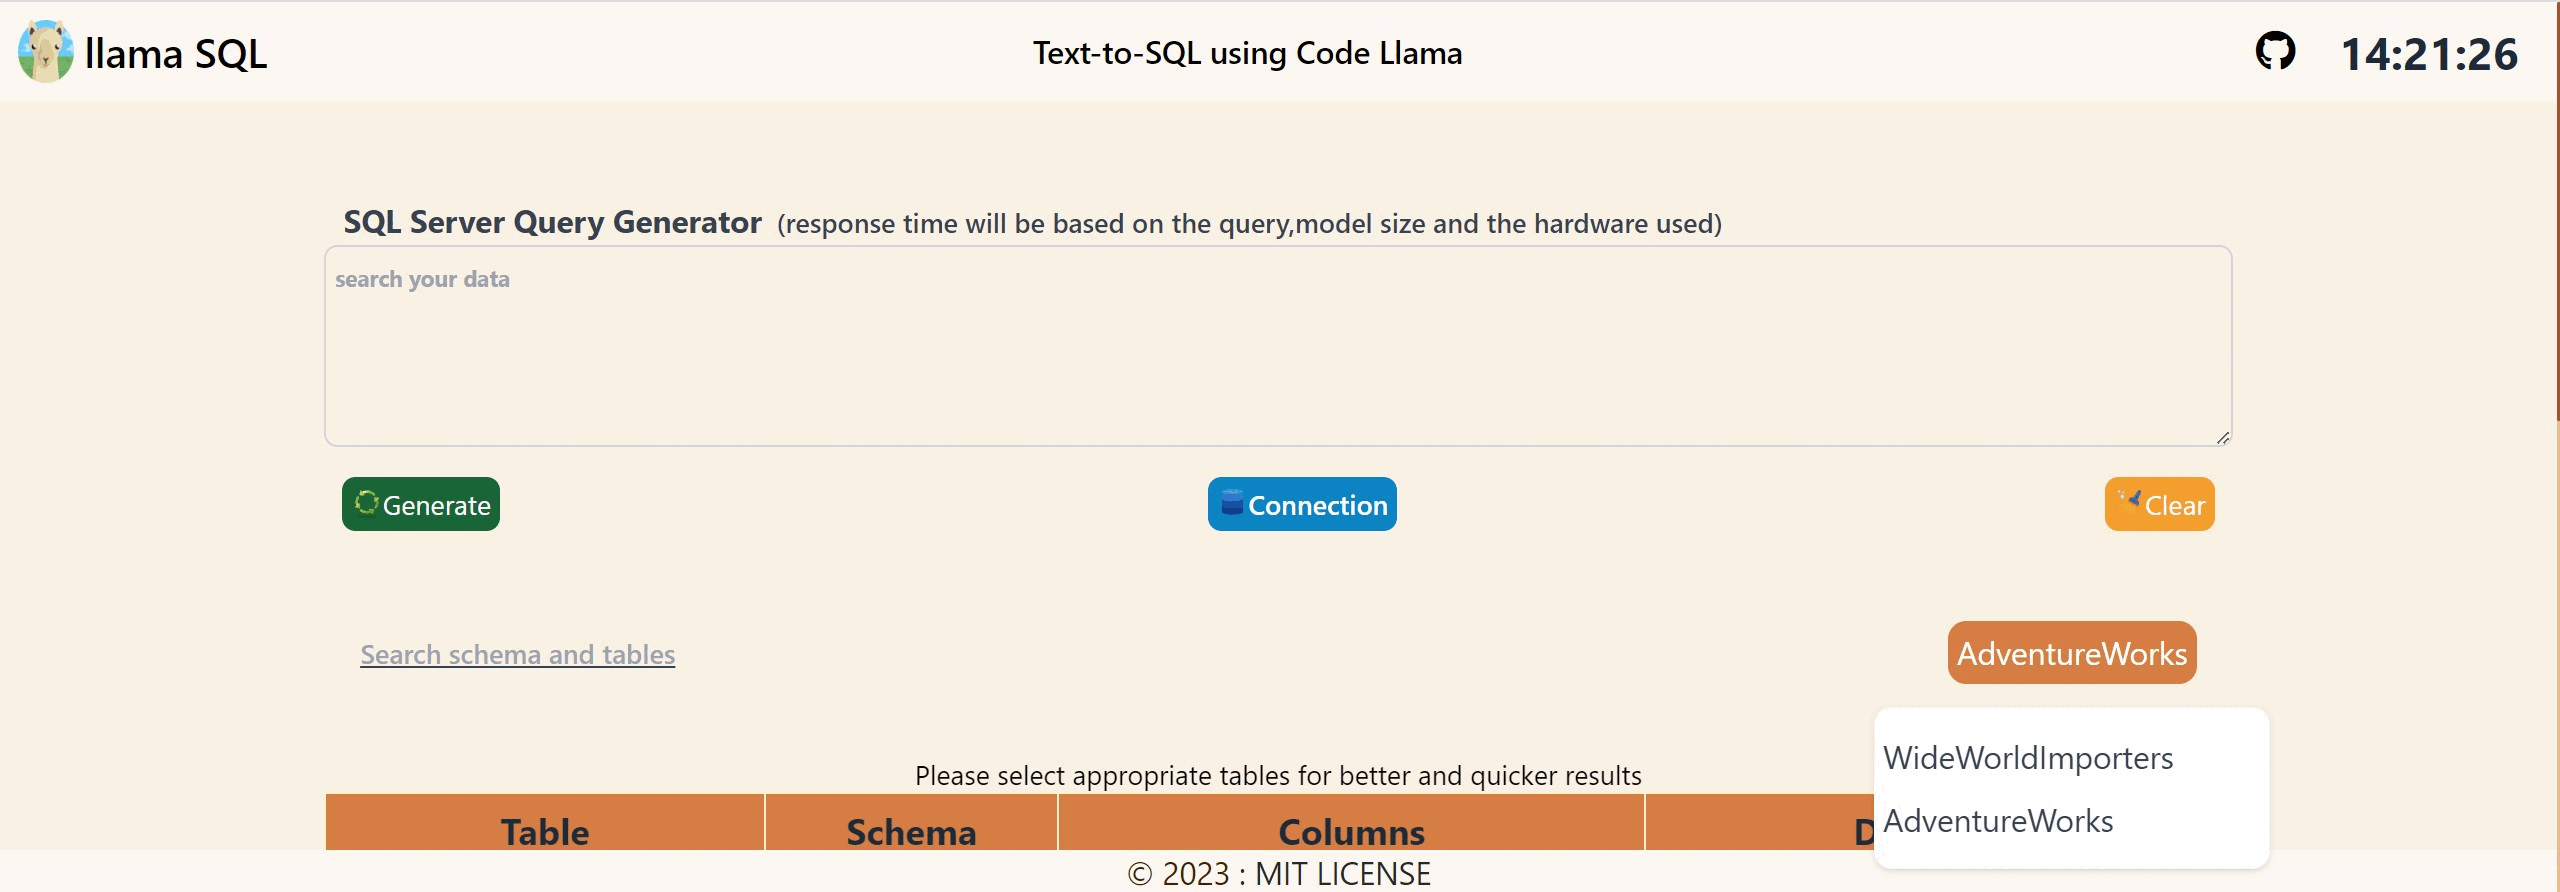 llama SQL
Text-to-SQL using Code Llama
14:21:26
SQL Server Query Generator (response time will be based on the query,model size and the hardware used)
search your data
Generate
Connection
Clear
Search schema and tables
AdventureWorks
WideWorldImporters
AdventureWorks
Please select appropriate tables for better and quicker results
Table Schema Columns D
© 2023 : MIT LICENSE